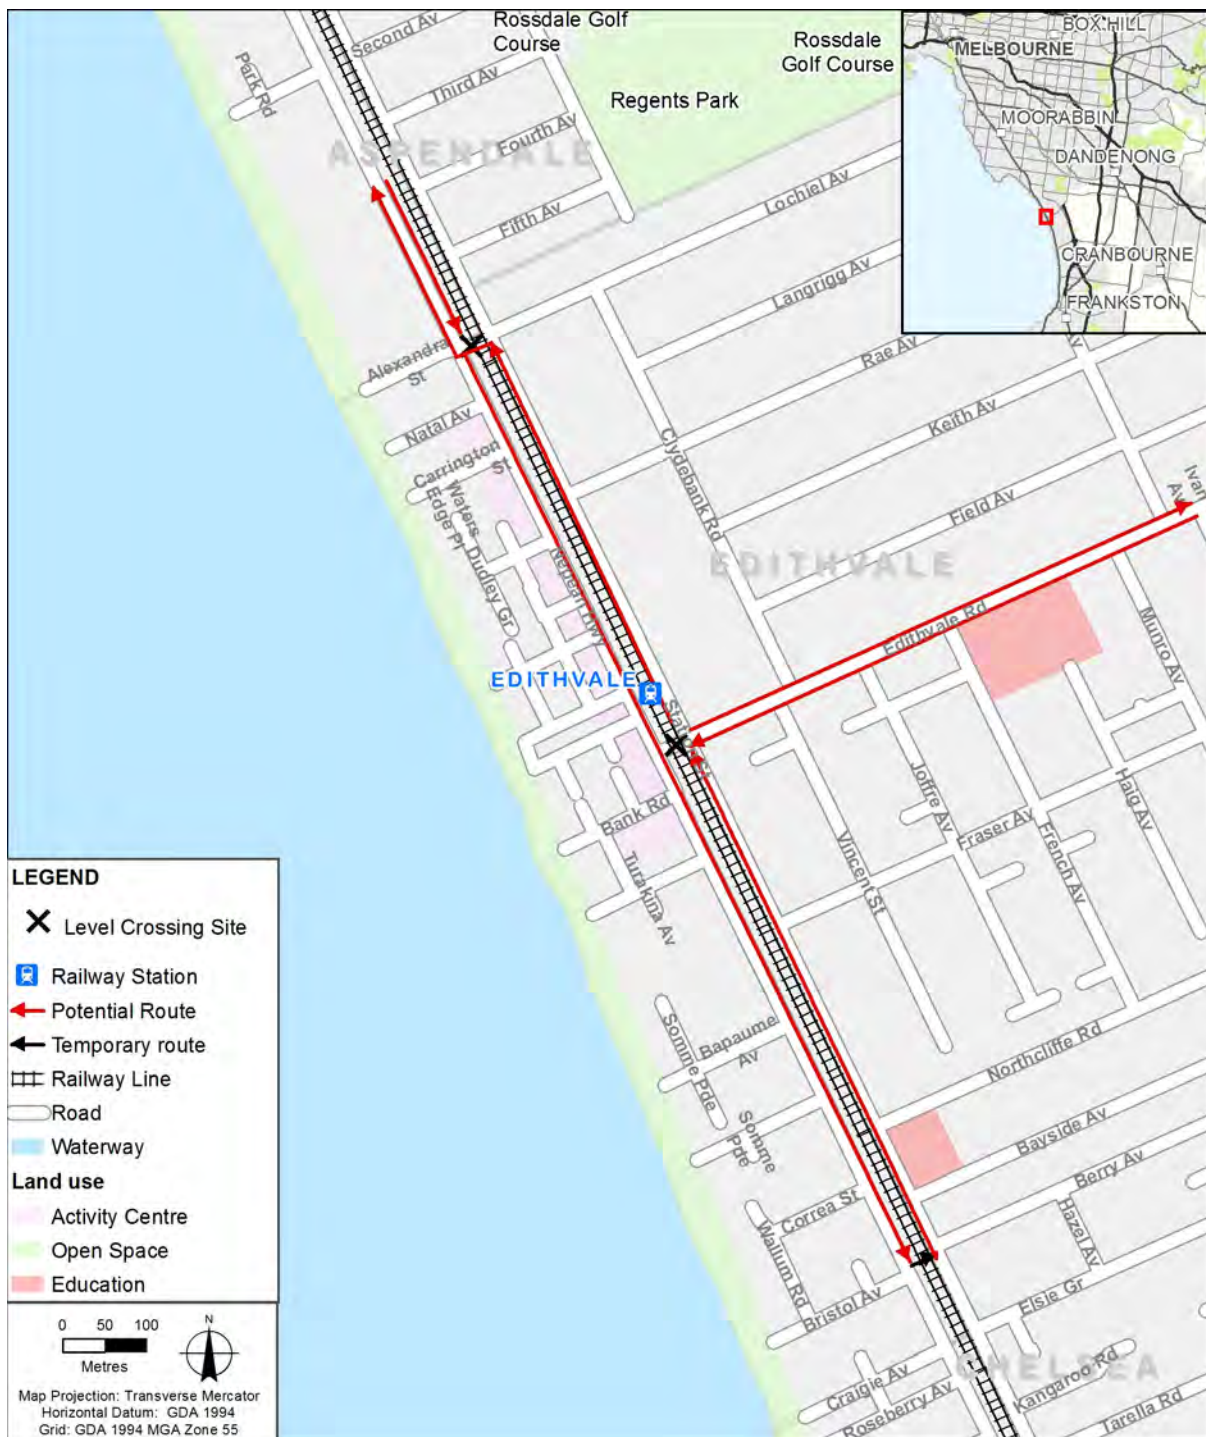 Rossdale Golf
Course
Rossdale
Golf Course
Regents Park
BOX HILL
MELBOURNE
MOORABBIN
DANDENONG
CRANBOURNE
FRANKSTON
Second Av
Park Rd
Third Av
ASPENDALE
Fourth Av
Fifth Av
Lochiel Av
Langrigg Av
Rae Av
Av
Alexandra
St
Natal Av
Keith Av
Carrington
St
Clydebank Rd
Waters
Edge Pl
Dudley Gr
Field Av
Ivan
Av
Nepean Hwy
EDITHVALE
Edithvale Rd
Munro Av
EDITHVALE
Station St
Bank Rd
Joffre Av
Haig Av
Fraser Av
French Av
Vincent St
Turakina Av
Somme Pde
Bapaume
Av
Northcliffe Rd
Somme
Pde
Bayside Av
Berry Av
Correa St
Hazel Av
Wallum Rd
Bristol Av
Elsie Gr
CHELSEA
Craigie Av
Kangaroo Rd
Roseberry Av
Tarella Rd
LEGEND
Level Crossing Site
Railway Station
Potential Route
Temporary route
Railway Line
Road
Waterway
Land use
Activity Centre
Open Space
Education
0 50 100
Metres
N
Map Projection: Transverse Mercator
Horizontal Datum: GDA 1994
Grid: GDA 1994 MGA Zone 55